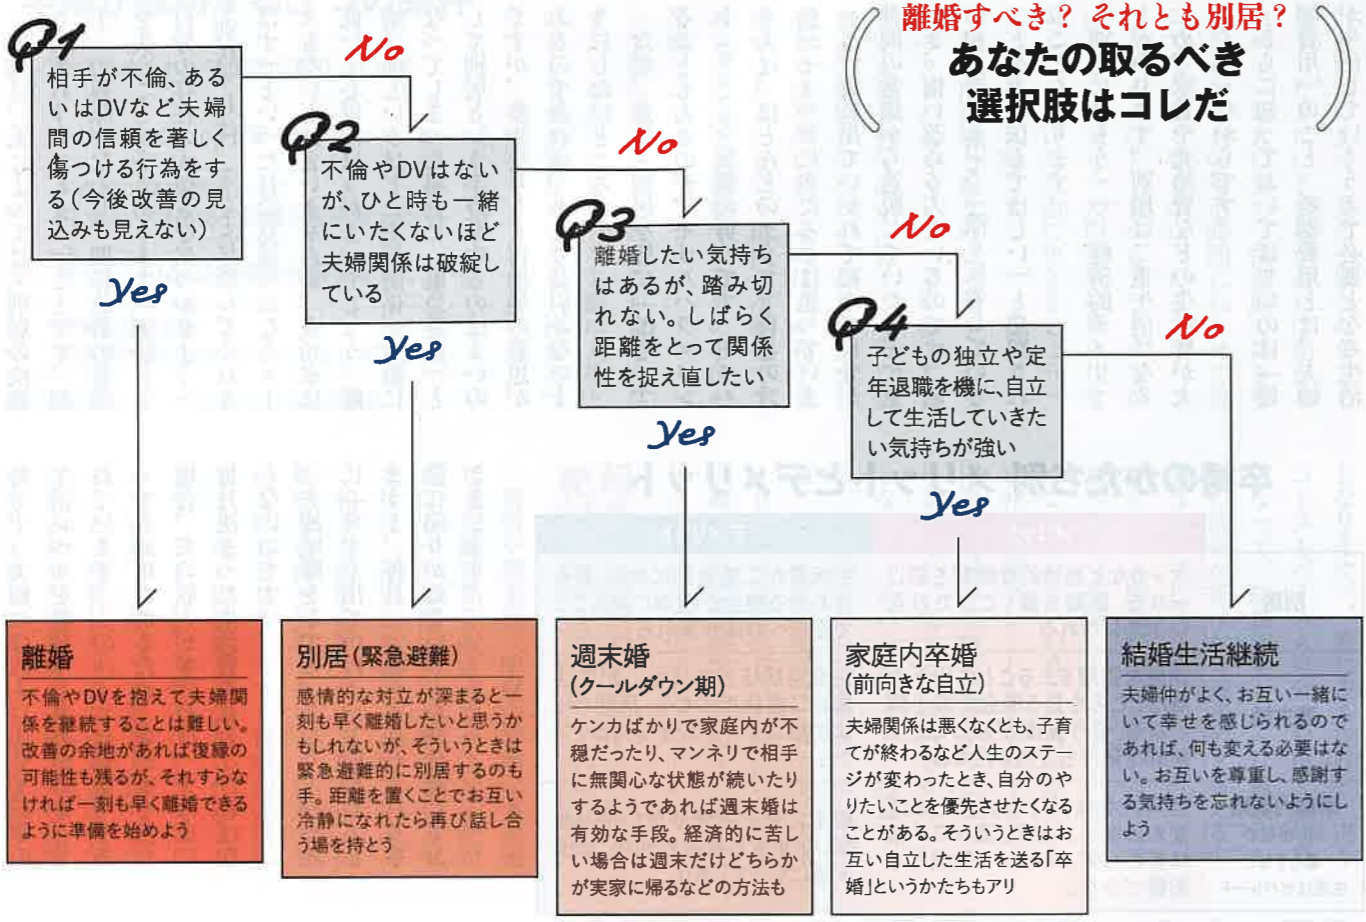 離婚すべき？ それとも別居？
あなたの取るべき
選択肢はコレだ
Q1
相手が不倫、ある
いはDVなど夫婦
間の信頼を著しく
傷つける行為をす
る（今後改善の見
込みも見えない）
No
Yes
Q2
不倫やDVはない
が、ひと時も一緒
にいたくないほど
夫婦関係は破綻し
ている
No
Yes
Q3
離婚したい気持ち
はあるが、踏み切
れない。しばらく
距離をとって関係
性を捉え直したい
No
Yes
Q4
子どもの独立や定
年退職を機に、自立
して生活していきた
い気持ちが強い
No
Yes
離婚
不倫やDVを抱えて夫婦関
係を継続することは難しい。
改善の余地があれば復縁の
可能性も残るが、それすらな
ければ一刻も早く離婚できる
ように準備を始めよう
別居（緊急避難）
感情的な対立が深まると一
刻も早く離婚したいと思うか
もしれないが、そういうときは
緊急避難的に別居するのも
手。距離を置くことでお互い
冷静になれたら再び話し合
う場を持とう
週末婚
（クールダウン期）
ケンカばかりで家庭内が不
穏だったり、マンネリで相手
に無関心な状態が続いたり
するようであれば週末婚は
有効な手段。経済的に苦し
い場合は週末だけどちらか
が実家に帰るなどの方法も
家庭内卒婚
（前向きな自立）
夫婦関係は悪くなくとも、子育
てが終わるなど人生のステー
ジが変わったとき、自分のや
りたいことを優先させたくなる
ことがある。そういうときはお
互い自立した生活を送る「卒
婚」というかたちもアリ
結婚生活継続
夫婦仲がよく、お互い一緒に
いて幸せを感じられるので
あれば、何も変える必要はな
い。お互いを尊重し、感謝す
る気持ちを忘れないようにし
よう